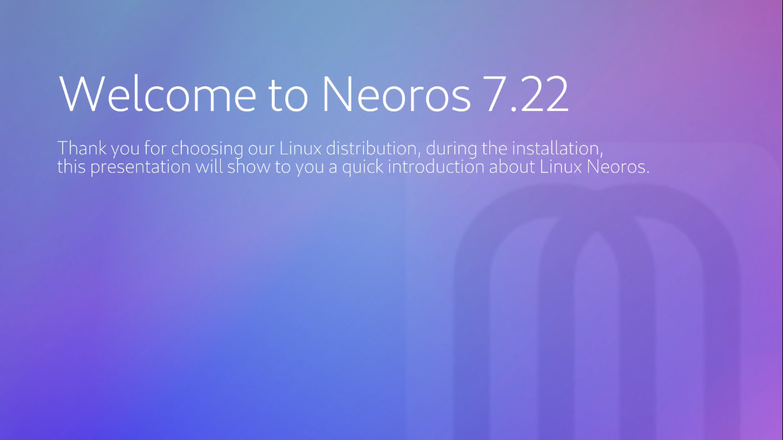 Welcome to Neoros 7.22
Thank you for choosing our Linux distribution, during the installation,
this presentation will show to you a quick introduction about Linux Neoros.